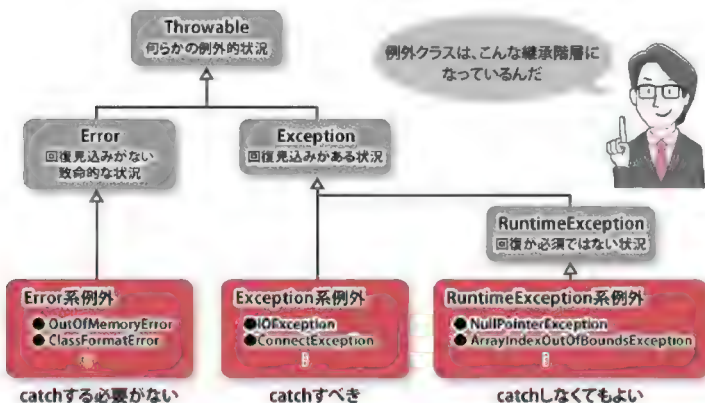 Throwable
何らかの例外的状況
例外クラスは、こんな継承階層に
なっているんだ
Error
回復見込みがない
致命的な状況
Exception
回復見込みがある状況
RuntimeException
回復が必須ではない状況
Error系例外
●OutOfMemoryError
●ClassFormatError
catchする必要がない
Exception系例外
●IOException
●ConnectException
catchすべき
RuntimeException系例外
●NullPointerException
●ArrayIndexOutOfBoundsException
catchしなくてもよい